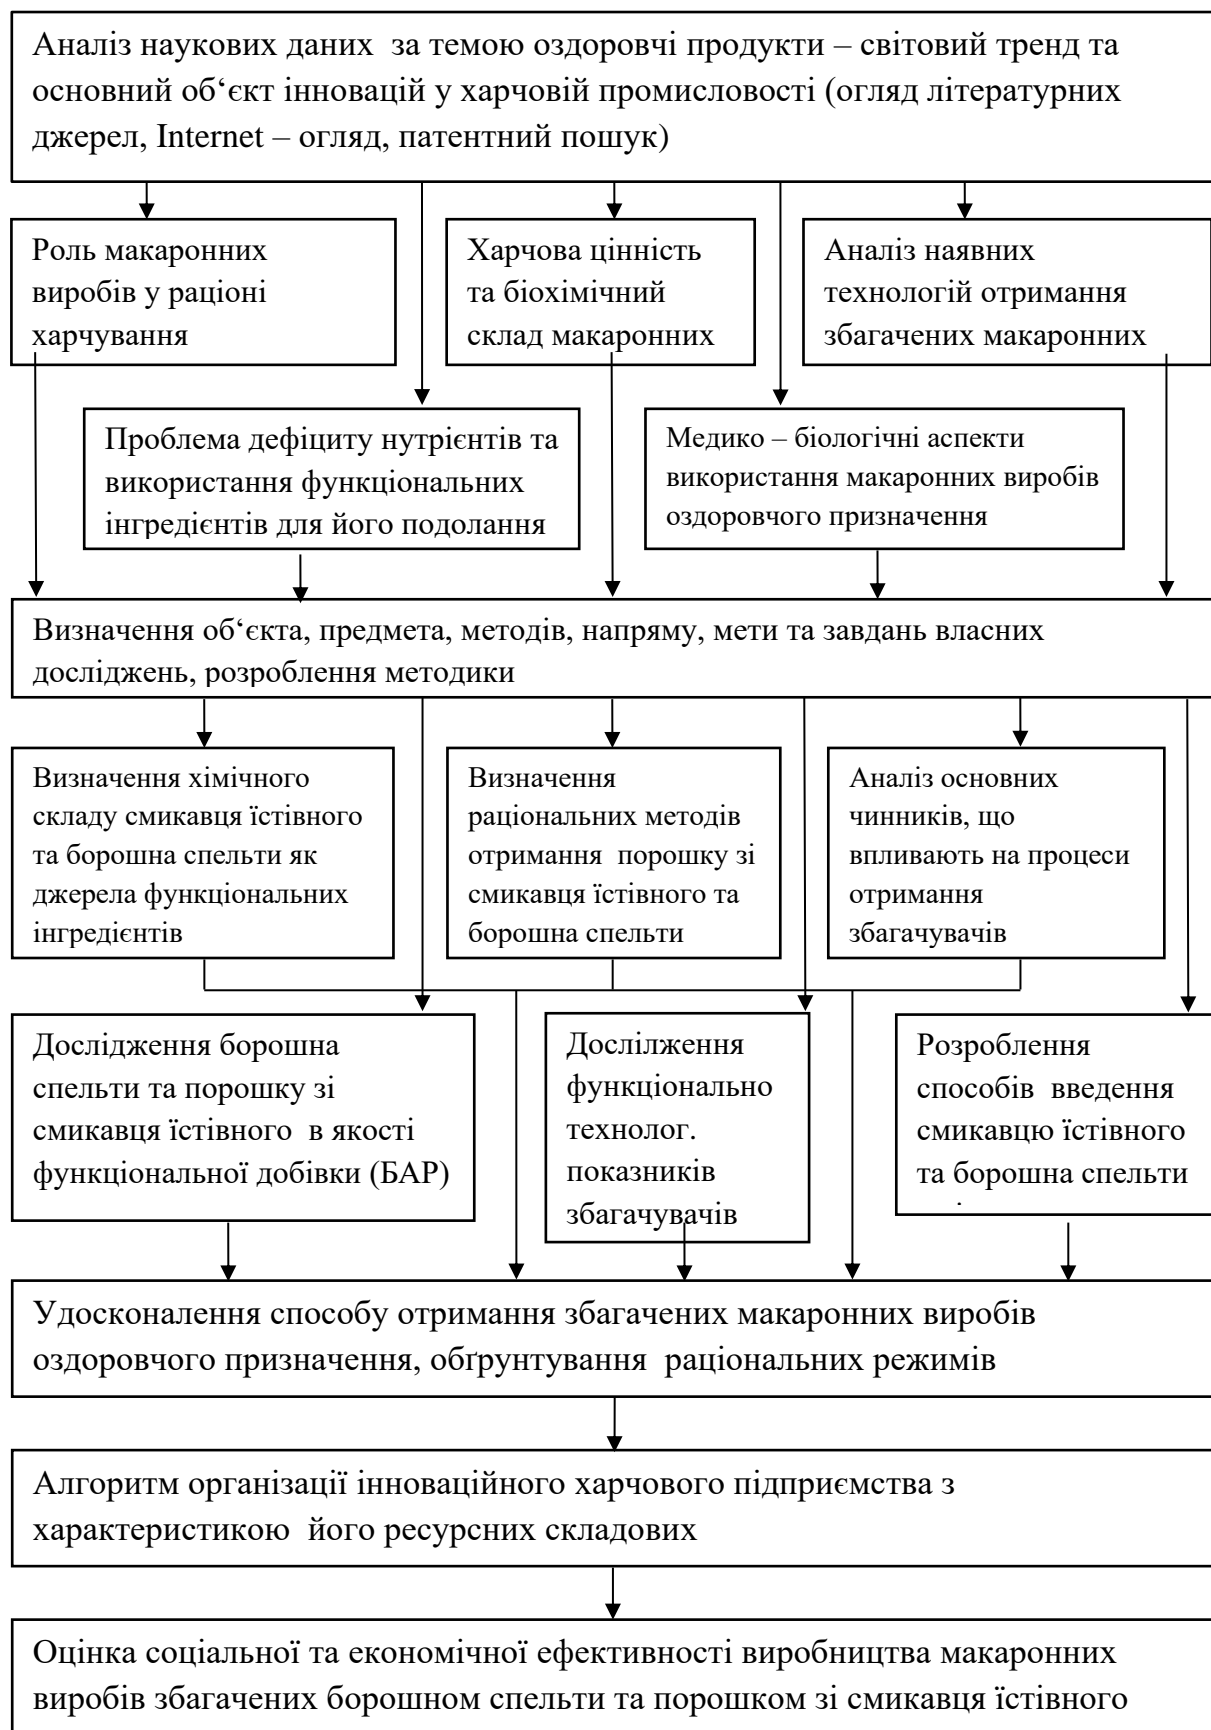 Аналіз наукових даних за темою оздоровчі продукти – світовий тренд та
основний об‘єкт інновацій у харчовій промисловості (огляд літературних
джерел, Internet – огляд, патентний пошук)
Роль макаронних
виробів у раціоні
харчування
Харчова цінність
та біохімічний
склад макаронних
Аналіз наявних
технологій отримання
збагачених макаронних
Проблема дефіциту нутрієнтів та
використання функціональних
інгредієнтів для його подолання
Медико – біологічні аспекти
використання макаронних виробів
оздоровчого призначення
Визначення об‘єкта, предмета, методів, напряму, мети та завдань власних
досліджень, розроблення методики
Визначення хімічного
складу смикавця їстівного
та борошна спельти як
джерела функціональних
інгредієнтів
Визначення
раціональних методів
отримання порошку зі
смикавця їстівного та
борошна спельти
Аналіз основних
чинників, що
впливають на процеси
отримання
збагачувачів
Дослідження борошна
спельти та порошку зі
смикавця їстівного в якості
функціональної добівки (БАР)
Дослілження
функціонально
технолог.
показників
збагачувачів
Розроблення
способів введення
смикавцю їстівного
та борошна спельти
Удосконалення способу отримання збагачених макаронних виробів
оздоровчого призначення, обґрунтування раціональних режимів
Алгоритм організації інноваційного харчового підприємства з
характеристикою його ресурсних складових
Оцінка соціальної та економічної ефективності виробництва макаронних
виробів збагачених борошном спельти та порошком зі смикавця їстівного